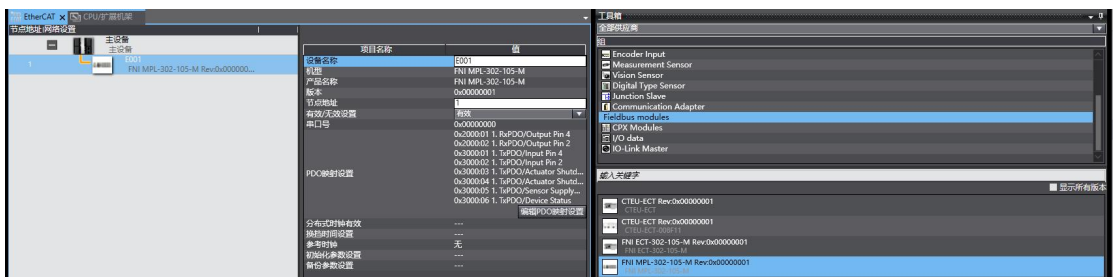 EtherCAT CPU/扩展机架
节点地址|网络设置
主设备
主设备
1
E001
FNI MPL-302-105-M Rev:0x000000...
项目名称 值
设备名称 E001
机型 FNI MPL-302-105-M
产品名称 FNI MPL-302-105-M
版本 0x00000001
节点地址 1
有效/无效设置 有效
串口号 0x00000000
PDO映射设置
0x2000:01 1. RxPDO/Output Pin 4
0x2000:02 1. RxPDO/Output Pin 2
0x3000:01 1. TxPDO/Input Pin 4
0x3000:02 1. TxPDO/Input Pin 2
0x3000:03 1. TxPDO/Actuator Shutd...
0x3000:04 1. TxPDO/Actuator Shutd...
0x3000:05 1. TxPDO/Sensor Supply...
0x3000:06 1. TxPDO/Device Status
编辑PDO映射设置
分布式时钟有效 ---
换挡时间设置 ---
参考时钟 无
初始化参数设置 ---
备份参数设置 ---
工具箱
全部供应商
组
Encoder Input
Measurement Sensor
Vision Sensor
Digital Type Sensor
Junction Slave
Communication Adapter
Fieldbus modules
CPX Modules
I/O data
IO-Link Master
输入关键字
显示所有版本
CTEU-ECT Rev:0x00000001
CTEU-ECT
CTEU-ECT Rev:0x00000001
CTEU-ECT-008F11
FNI ECT-302-105-M Rev:0x00000001
FNI ECT-302-105-M
FNI MPL-302-105-M Rev:0x00000001
FNI MPL-302-105-M